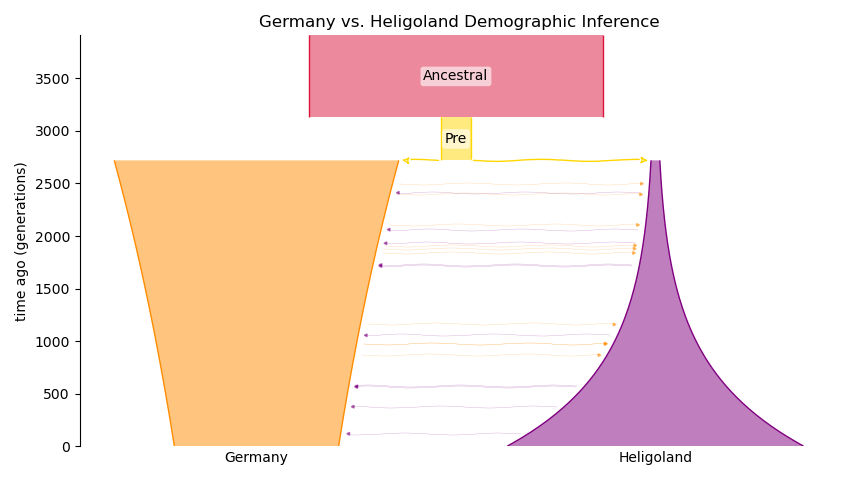 Germany vs. Heligoland Demographic Inference
time ago (generations)
3500
3000
2500
2000
1500
1000
500
0
Ancestral
Pre
Germany
Heligoland